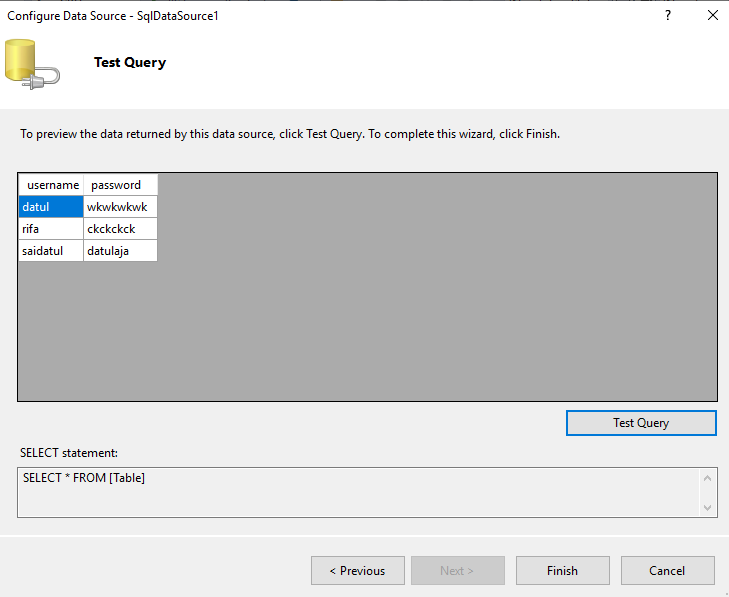 Configure Data Source - SqlDataSource1
?
Test Query
To preview the data returned by this data source, click Test Query. To complete this wizard, click Finish.
username password
datul wkwkwkwk
rifa ckckckck
saidatul datulaja
Test Query
SELECT statement:
SELECT * FROM [Table]
< Previous Next > Finish Cancel